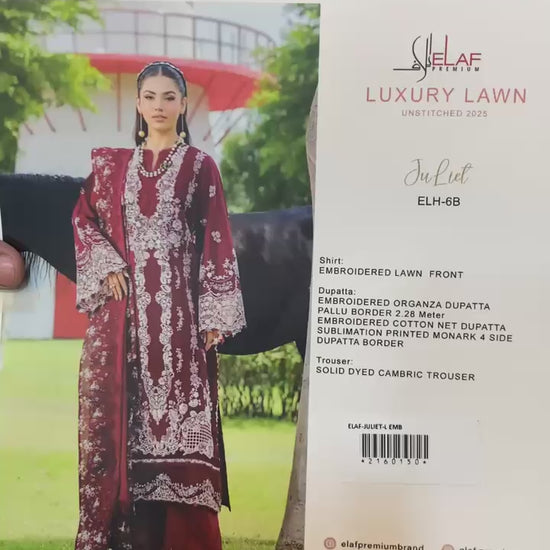 ELAF
PREMIUM
LUXURY LAWN
UNSTITCHED 2025
JuLiet
ELH-6B
Shirt:
EMBROIDERED LAWN FRONT
Dupatta:
EMBROIDERED ORGANZA DUPATTA
PALLU BORDER 2.28 Meter
EMBROIDERED COTTON NET DUPATTA
SUBLIMATION PRINTED MONARK 4 SIDE
DUPATTA BORDER
Trouser:
SOLID DYED CAMBRIC TROUSER
ELAF-JULIET-L EMB
*2160150*
elafpremiumbrand